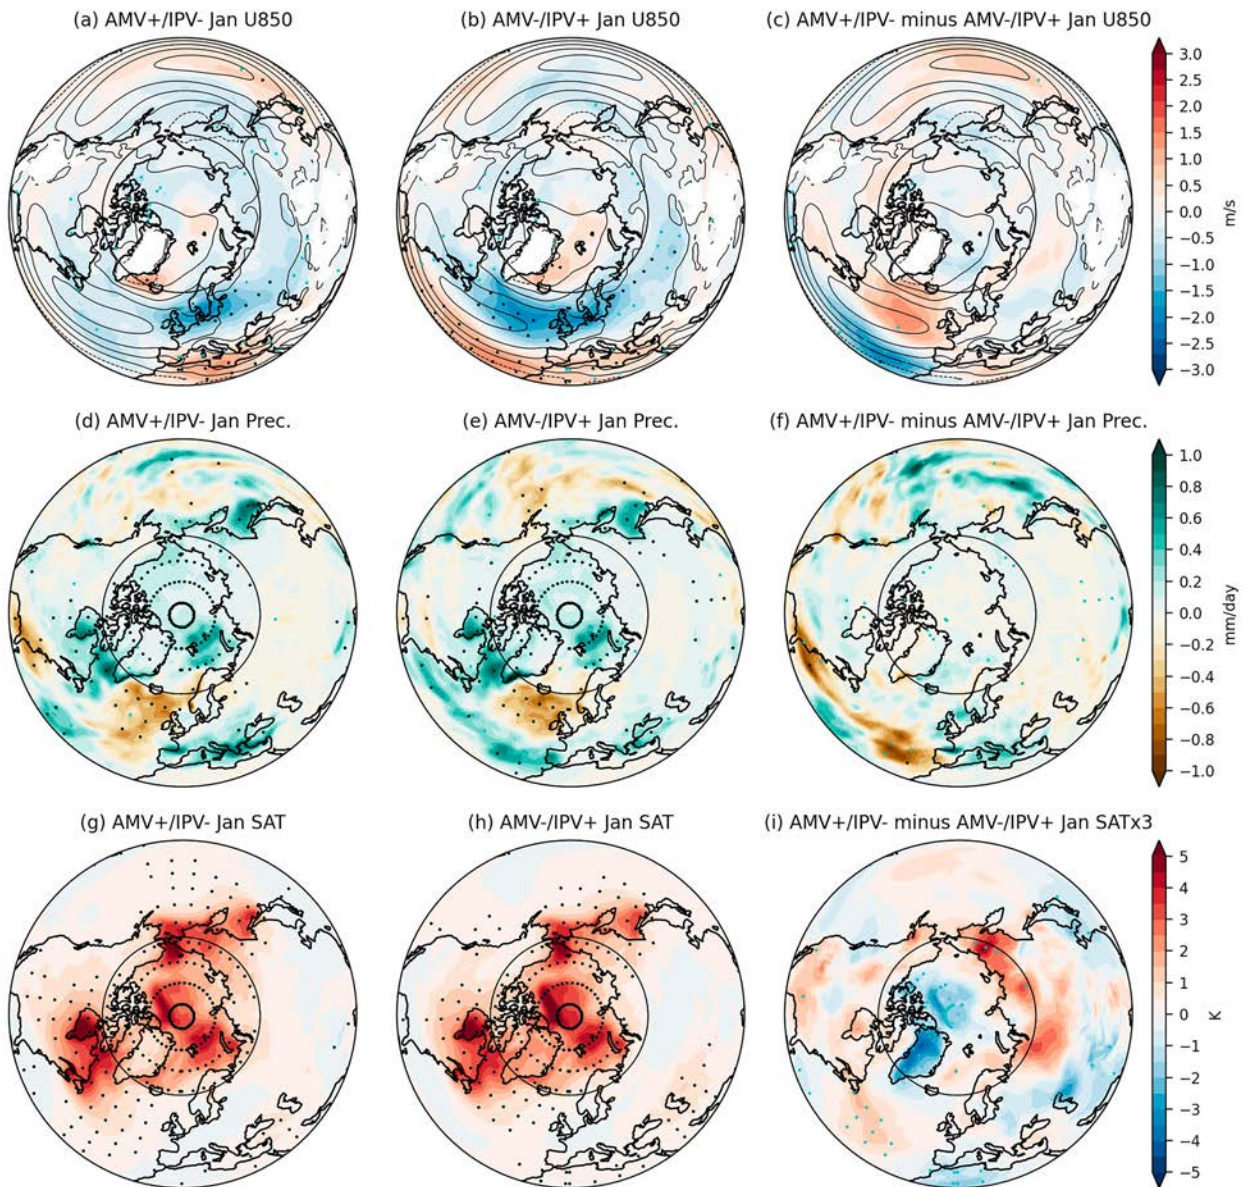 (a) AMV+/IPV- Jan U850
(b) AMV-/IPV+ Jan U850
(c) AMV+/IPV- minus AMV-/IPV+ Jan U850
3.0
2.5
2.0
1.5
1.0
0.5
0.0
−0.5
−1.0
−1.5
−2.0
−2.5
−3.0
m/s
(d) AMV+/IPV- Jan Prec.
(e) AMV-/IPV+ Jan Prec.
(f) AMV+/IPV- minus AMV-/IPV+ Jan Prec.
1.0
0.8
0.6
0.4
0.2
0.0
−0.2
−0.4
−0.6
−0.8
−1.0
mm/day
(g) AMV+/IPV- Jan SAT
(h) AMV-/IPV+ Jan SAT
(i) AMV+/IPV- minus AMV-/IPV+ Jan SATx3
5
4
3
2
1
0
−1
−2
−3
−4
−5
K